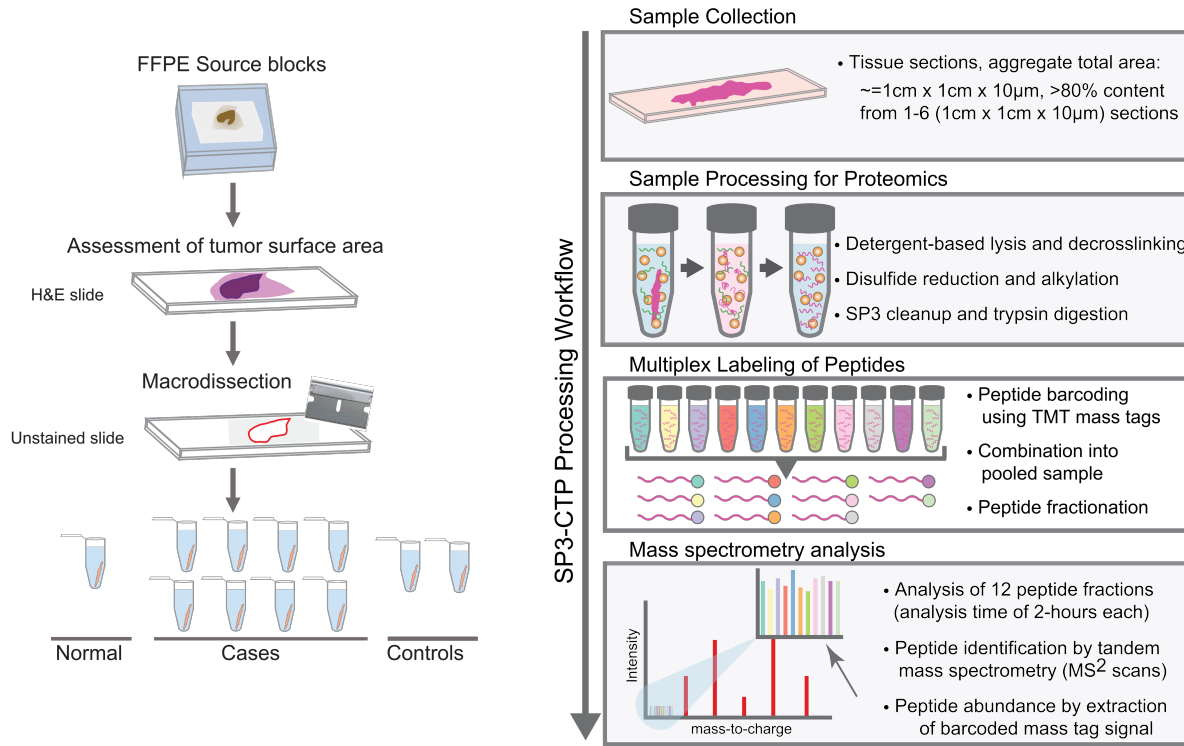 FFPE Source blocks
Assessment of tumor surface area
H&E slide
Macrodissection
Unstained slide
Normal
Cases
Controls
SP3-CTP Processing Workflow
Sample Collection
• Tissue sections, aggregate total area:
~=1cm x 1cm x 10µm, >80% content
from 1-6 (1cm x 1cm x 10µm) sections
Sample Processing for Proteomics
• Detergent-based lysis and decrosslinking
• Disulfide reduction and alkylation
• SP3 cleanup and trypsin digestion
Multiplex Labeling of Peptides
• Peptide barcoding
using TMT mass tags
• Combination into
pooled sample
• Peptide fractionation
Mass spectrometry analysis
Intensity
mass-to-charge
• Analysis of 12 peptide fractions
(analysis time of 2-hours each)
• Peptide identification by tandem
mass spectrometry (MS² scans)
• Peptide abundance by extraction
of barcoded mass tag signal